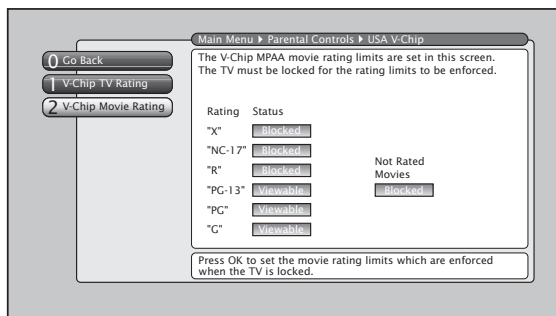 Main Menu ▶ Parental Controls ▶ USA V-Chip
0 Go Back
1 V-Chip TV Rating
2 V-Chip Movie Rating
The V-Chip MPAA movie rating limits are set in this screen.
The TV must be locked for the rating limits to be enforced.
Rating Status
"X" Blocked
"NC-17" Blocked
"R" Blocked
"PG-13" Viewable
"PG" Viewable
"G" Viewable
Not Rated
Movies
Blocked
Press OK to set the movie rating limits which are enforced
when the TV is locked.